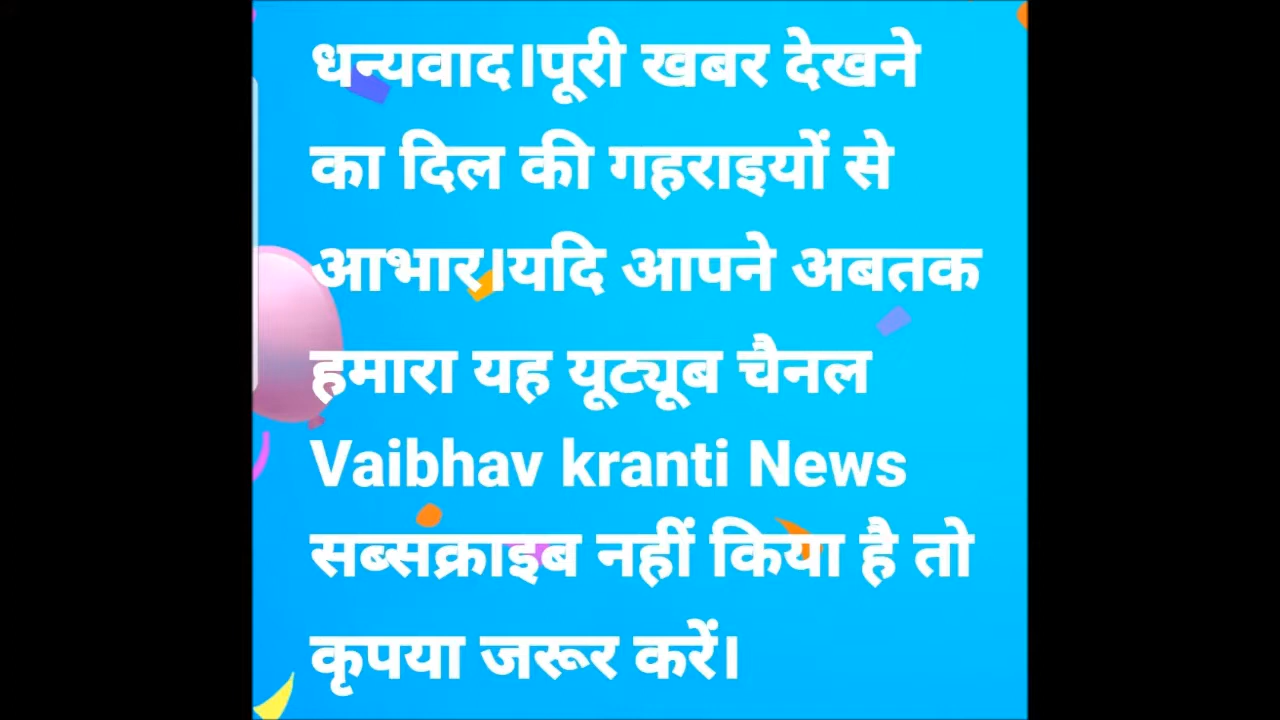 धन्यवाद।पूरी खबर देखने
का दिल की गहराइयों से
आभार।यदि आपने अबतक
हमारा यह यूट्यूब चैनल
Vaibhav kranti News
सब्सक्राइब नहीं किया है तो
कृपया जरूर करें।